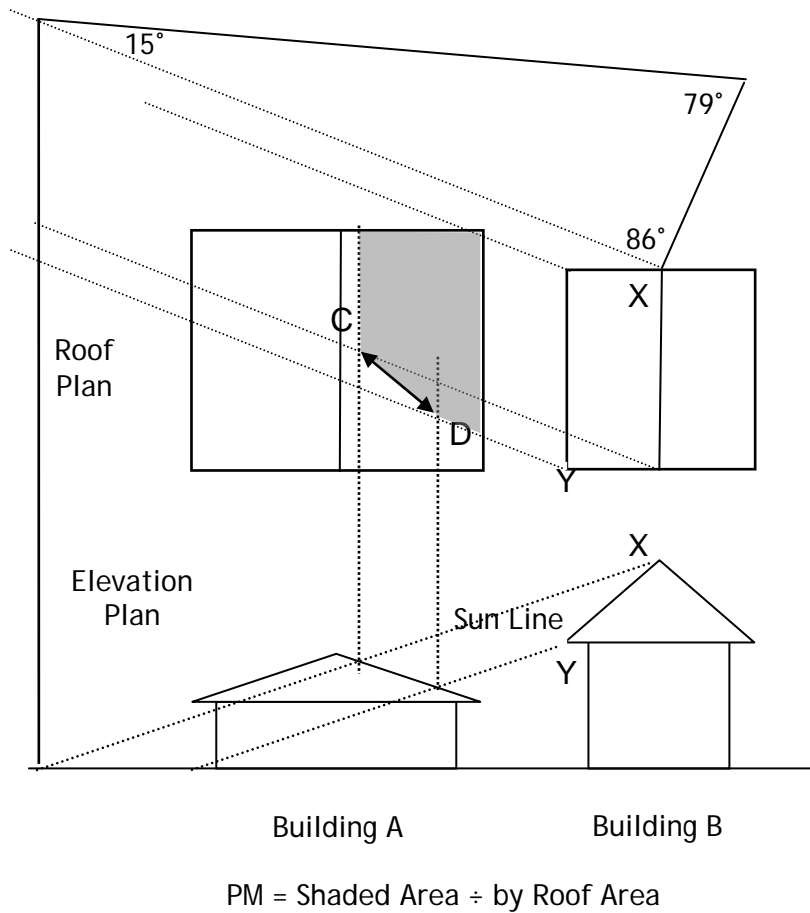 15°
79°
86°
X
C
Roof
Plan
D
Y
X
Elevation
Plan
Sun Line
Y
Building A
Building B
PM = Shaded Area ÷ by Roof Area